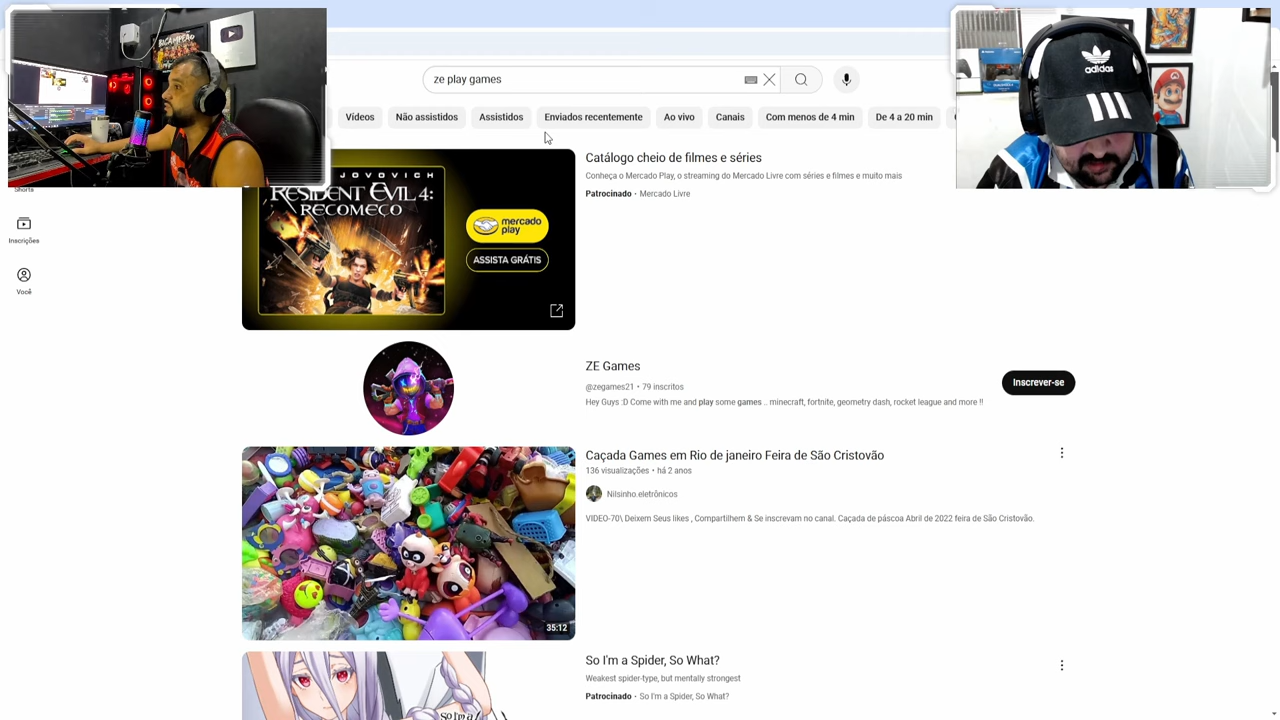 BICAMPEÃO
adidas
ze play games
Vídeos
Não assistidos
Assistidos
Enviados recentemente
Ao vivo
Canais
Com menos de 4 min
De 4 a 20 min
Shorts
Inscrições
Você
JOVOVICH
RESIDENT EVIL 4:
RECOMEÇO
mercado
play
ASSISTA GRÁTIS
Catálogo cheio de filmes e séries
Conheça o Mercado Play, o streaming do Mercado Livre com séries e filmes e muito mais
Patrocinado · Mercado Livre
ZE Games
@zegames21 • 79 inscritos
Hey Guys :D Come with me and play some games .. minecraft, fortnite, geometry dash, rocket league and more !!
Inscrever-se
35:12
Caçada Games em Rio de janeiro Feira de São Cristovão
136 visualizações • há 2 anos
Nilsinho.eletrônicos
VIDEO-70\ Deixem Seus likes , Compartilhem & Se inscrevam no canal. Caçada de páscoa Abril de 2022 feira de São Cristovão.
So I'm a
So I'm a Spider, So What?
Weakest spider-type, but mentally strongest
Patrocinado · So I'm a Spider, So What?